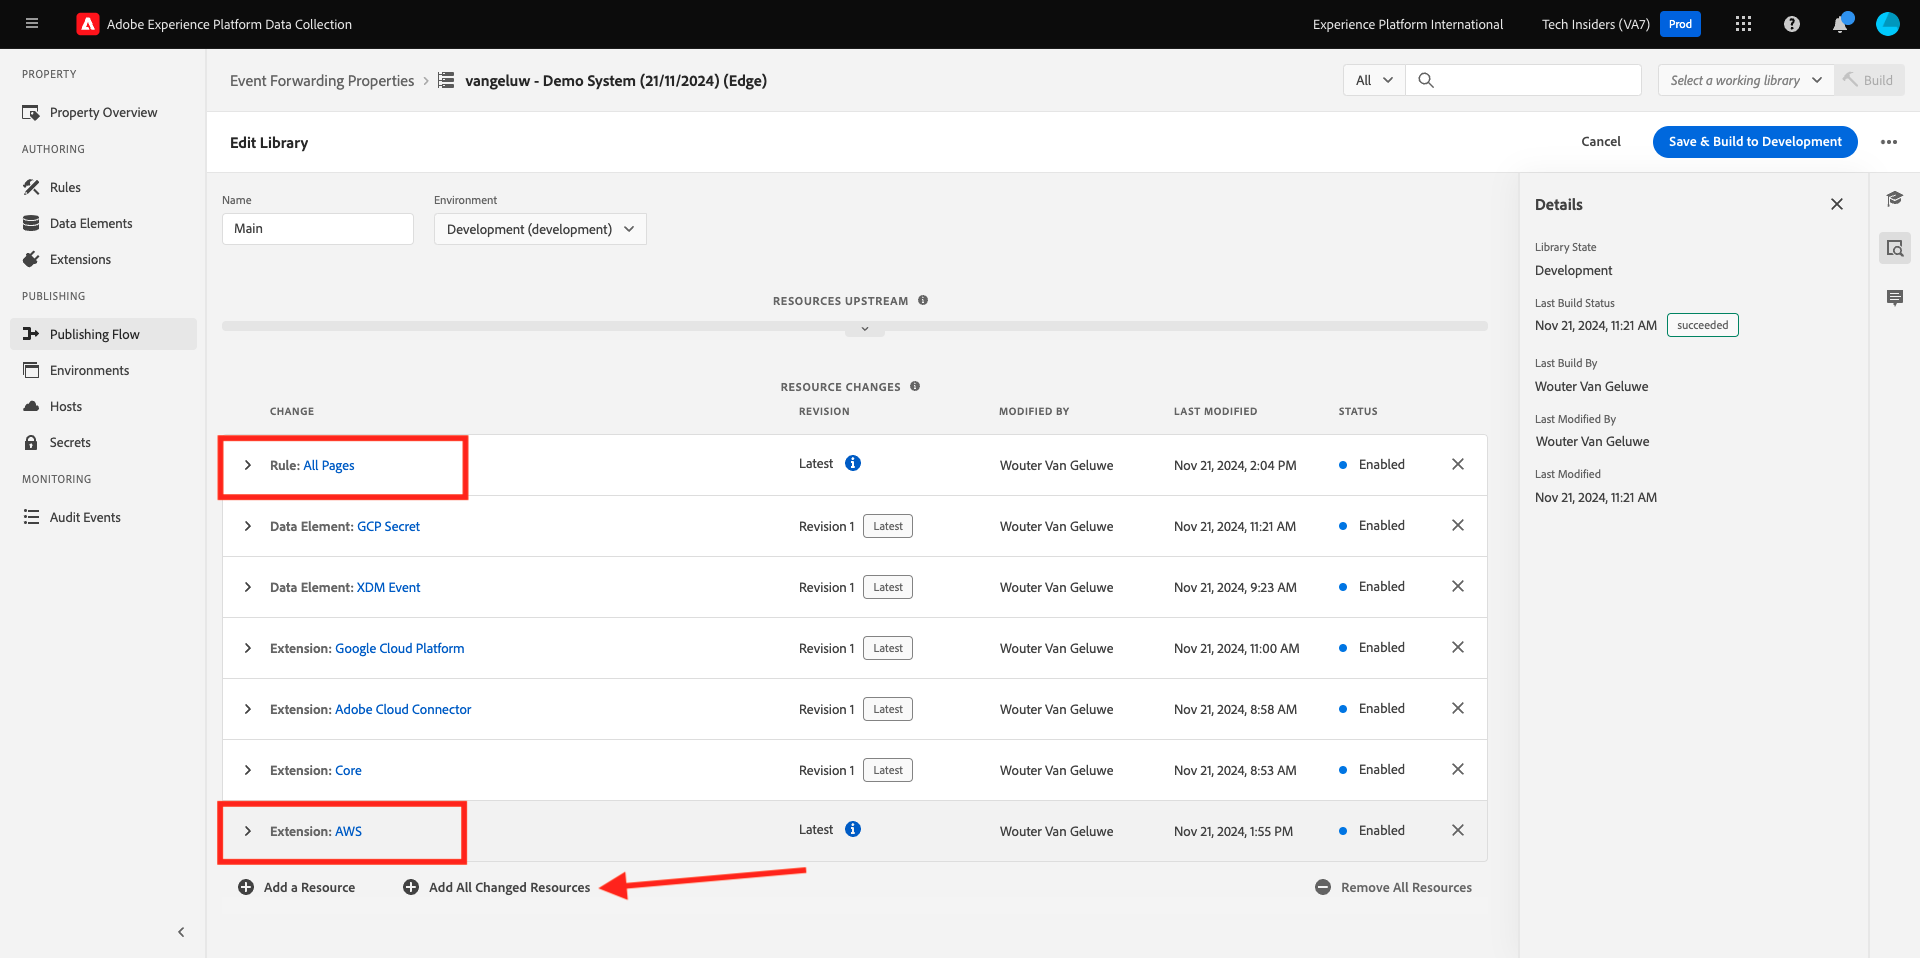 Adobe Experience Platform Data Collection
Experience Platform International
Tech Insiders (VA7)
Prod
PROPERTY
Property Overview
AUTHORING
Rules
Data Elements
Extensions
PUBLISHING
Publishing Flow
Environments
Hosts
Secrets
MONITORING
Audit Events
Event Forwarding Properties
vangeluw - Demo System (21/11/2024) (Edge)
All
Select a working library
Build
Edit Library
Cancel
Save & Build to Development
Name
Environment
Main
Development (development)
RESOURCES UPSTREAM
RESOURCE CHANGES
CHANGE REVISION MODIFIED BY LAST MODIFIED STATUS
Rule: All Pages Latest Wouter Van Geluwe Nov 21, 2024, 2:04 PM Enabled
Data Element: GCP Secret Revision 1 Latest Wouter Van Geluwe Nov 21, 2024, 11:21 AM Enabled
Data Element: XDM Event Revision 1 Latest Wouter Van Geluwe Nov 21, 2024, 9:23 AM Enabled
Extension: Google Cloud Platform Revision 1 Latest Wouter Van Geluwe Nov 21, 2024, 11:00 AM Enabled
Extension: Adobe Cloud Connector Revision 1 Latest Wouter Van Geluwe Nov 21, 2024, 8:58 AM Enabled
Extension: Core Revision 1 Latest Wouter Van Geluwe Nov 21, 2024, 8:53 AM Enabled
Extension: AWS Latest Wouter Van Geluwe Nov 21, 2024, 1:55 PM Enabled
Add a Resource
Add All Changed Resources
Remove All Resources
Details
Library State
Development
Last Build Status
Nov 21, 2024, 11:21 AM succeeded
Last Build By
Wouter Van Geluwe
Last Modified By
Wouter Van Geluwe
Last Modified
Nov 21, 2024, 11:21 AM